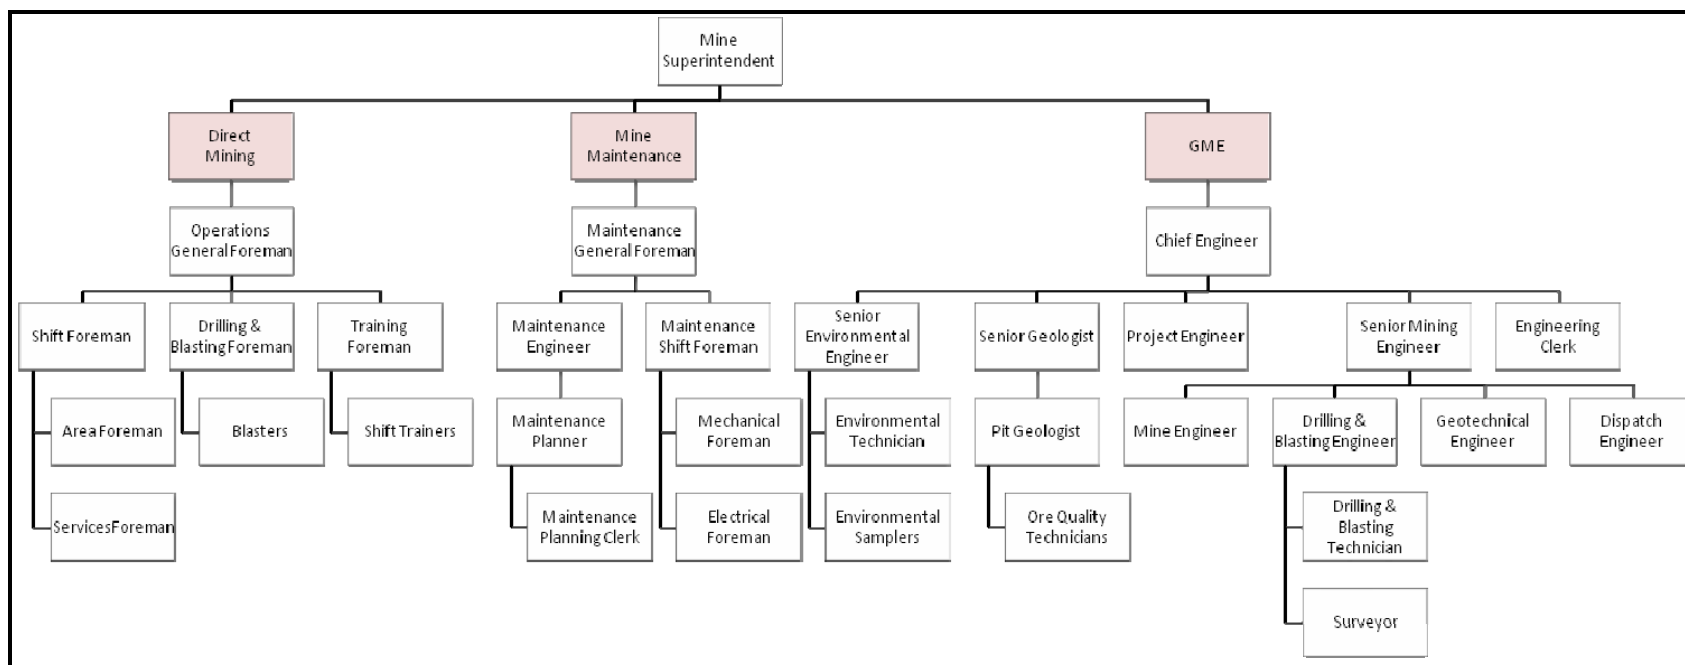 Mine
Superintendent
Direct
Mining
Mine
Maintenance
GME
Operations
General Foreman
Maintenance
General Foreman
Chief Engineer
Shift Foreman
Drilling &
Blasting Foreman
Training
Foreman
Maintenance
Engineer
Maintenance
Shift Foreman
Senior
Environmental
Engineer
Senior Geologist
Project Engineer
Senior Mining
Engineer
Engineering
Clerk
Area Foreman
Blasters
Shift Trainers
Maintenance
Planner
Mechanical
Foreman
Environmental
Technician
Pit Geologist
Mine Engineer
Drilling &
Blasting Engineer
Geotechnical
Engineer
Dispatch
Engineer
Services Foreman
Maintenance
Planning Clerk
Electrical
Foreman
Environmental
Samplers
Ore Quality
Technicians
Drilling &
Blasting
Technician
Surveyor